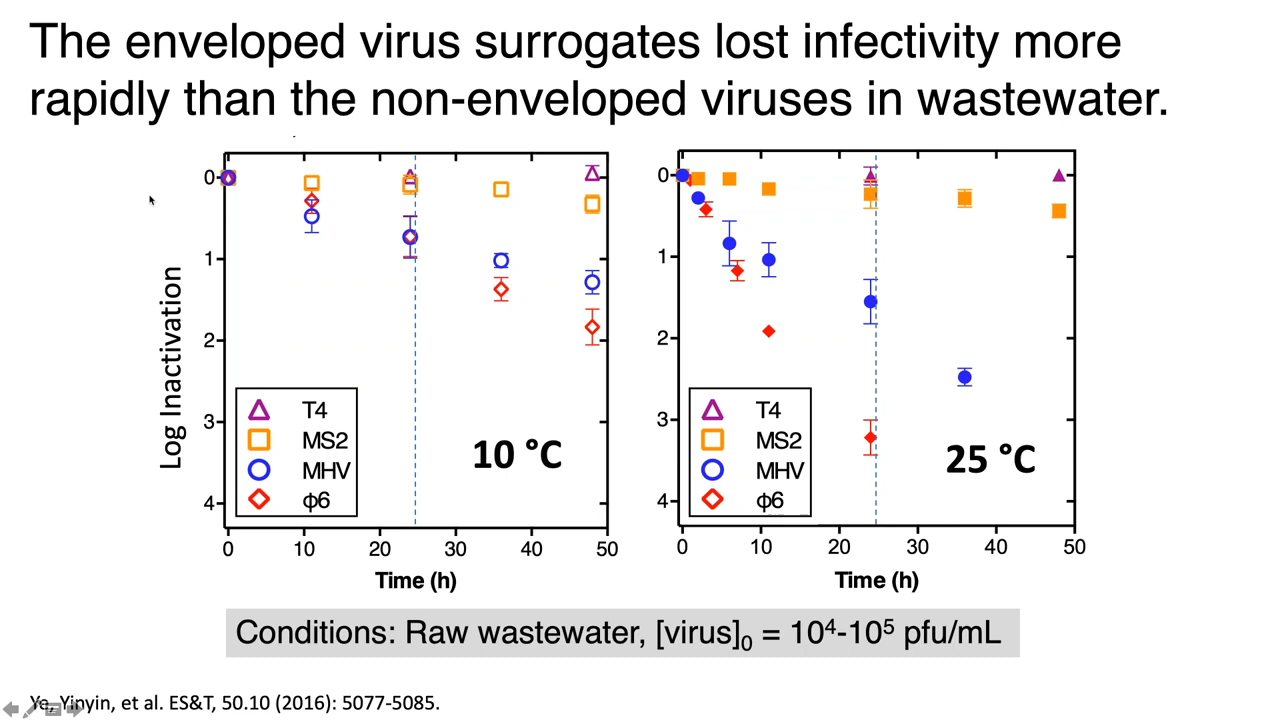 The enveloped virus surrogates lost infectivity more
rapidly than the non-enveloped viruses in wastewater.
Log Inactivation
0
1
2
3
4
T4
MS2
MHV
ϕ6
10 °C
0 10 20 30 40 50
Time (h)
0
1
2
3
4
T4
MS2
MHV
ϕ6
25 °C
0 10 20 30 40 50
Time (h)
Conditions: Raw wastewater, [virus]₀ = 10⁴-10⁵ pfu/mL
Ye, Yinyin, et al. ES&T, 50.10 (2016): 5077-5085.